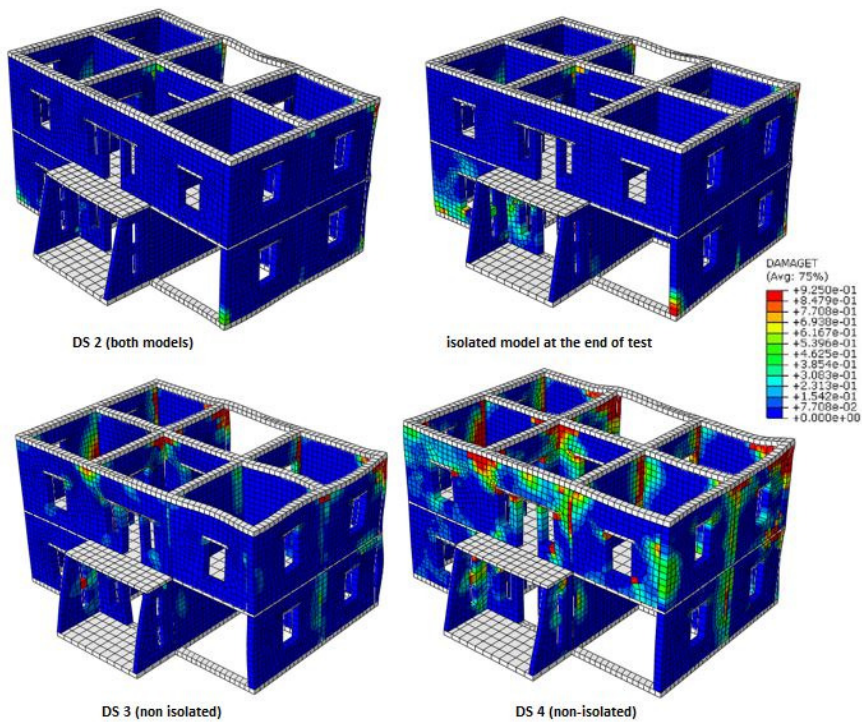 DS 2 (both models)
isolated model at the end of test
DAMAGET
(Avg: 75%)
+9.250e-01
+8.479e-01
+7.708e-01
+6.938e-01
+6.167e-01
+5.396e-01
+4.625e-01
+3.854e-01
+3.083e-01
+2.313e-01
+1.542e-01
+7.708e-02
+0.000e+00
DS 3 (non isolated)
DS 4 (non-isolated)